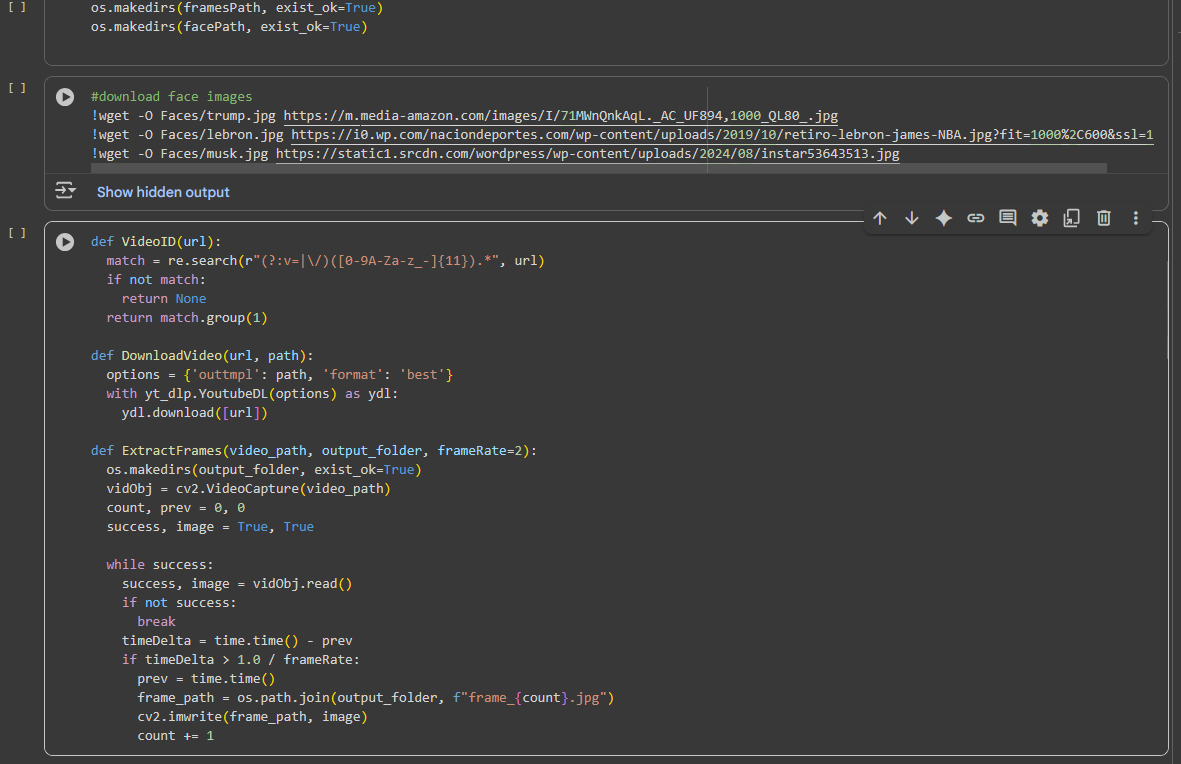 [ ]
os.makedirs(framesPath, exist_ok=True)
os.makedirs(facePath, exist_ok=True)
[ ]
#download face images
!wget -O Faces/trump.jpg https://m.media-amazon.com/images/I/71MWnQnkAqL._AC_UF894,1000_QL80_.jpg
!wget -O Faces/lebron.jpg https://i0.wp.com/naciondeportes.com/wp-content/uploads/2019/10/retiro-lebron-james-NBA.jpg?fit=1000%2C600&ssl=1
!wget -O Faces/musk.jpg https://static1.srcdn.com/wordpress/wp-content/uploads/2024/08/instar53643513.jpg
Show hidden output
[ ]
def VideoID(url):
  match = re.search(r"(?:v=|\/)([0-9A-Za-z_-]{11}).*", url)
  if not match:
    return None
  return match.group(1)
def DownloadVideo(url, path):
  options = {'outtmpl': path, 'format': 'best'}
  with yt_dlp.YoutubeDL(options) as ydl:
    ydl.download([url])
def ExtractFrames(video_path, output_folder, frameRate=2):
  os.makedirs(output_folder, exist_ok=True)
  vidObj = cv2.VideoCapture(video_path)
  count, prev = 0, 0
  success, image = True, True
  while success:
    success, image = vidObj.read()
    if not success:
      break
    timeDelta = time.time() - prev
    if timeDelta > 1.0 / frameRate:
      prev = time.time()
      frame_path = os.path.join(output_folder, f"frame_{count}.jpg")
      cv2.imwrite(frame_path, image)
      count += 1